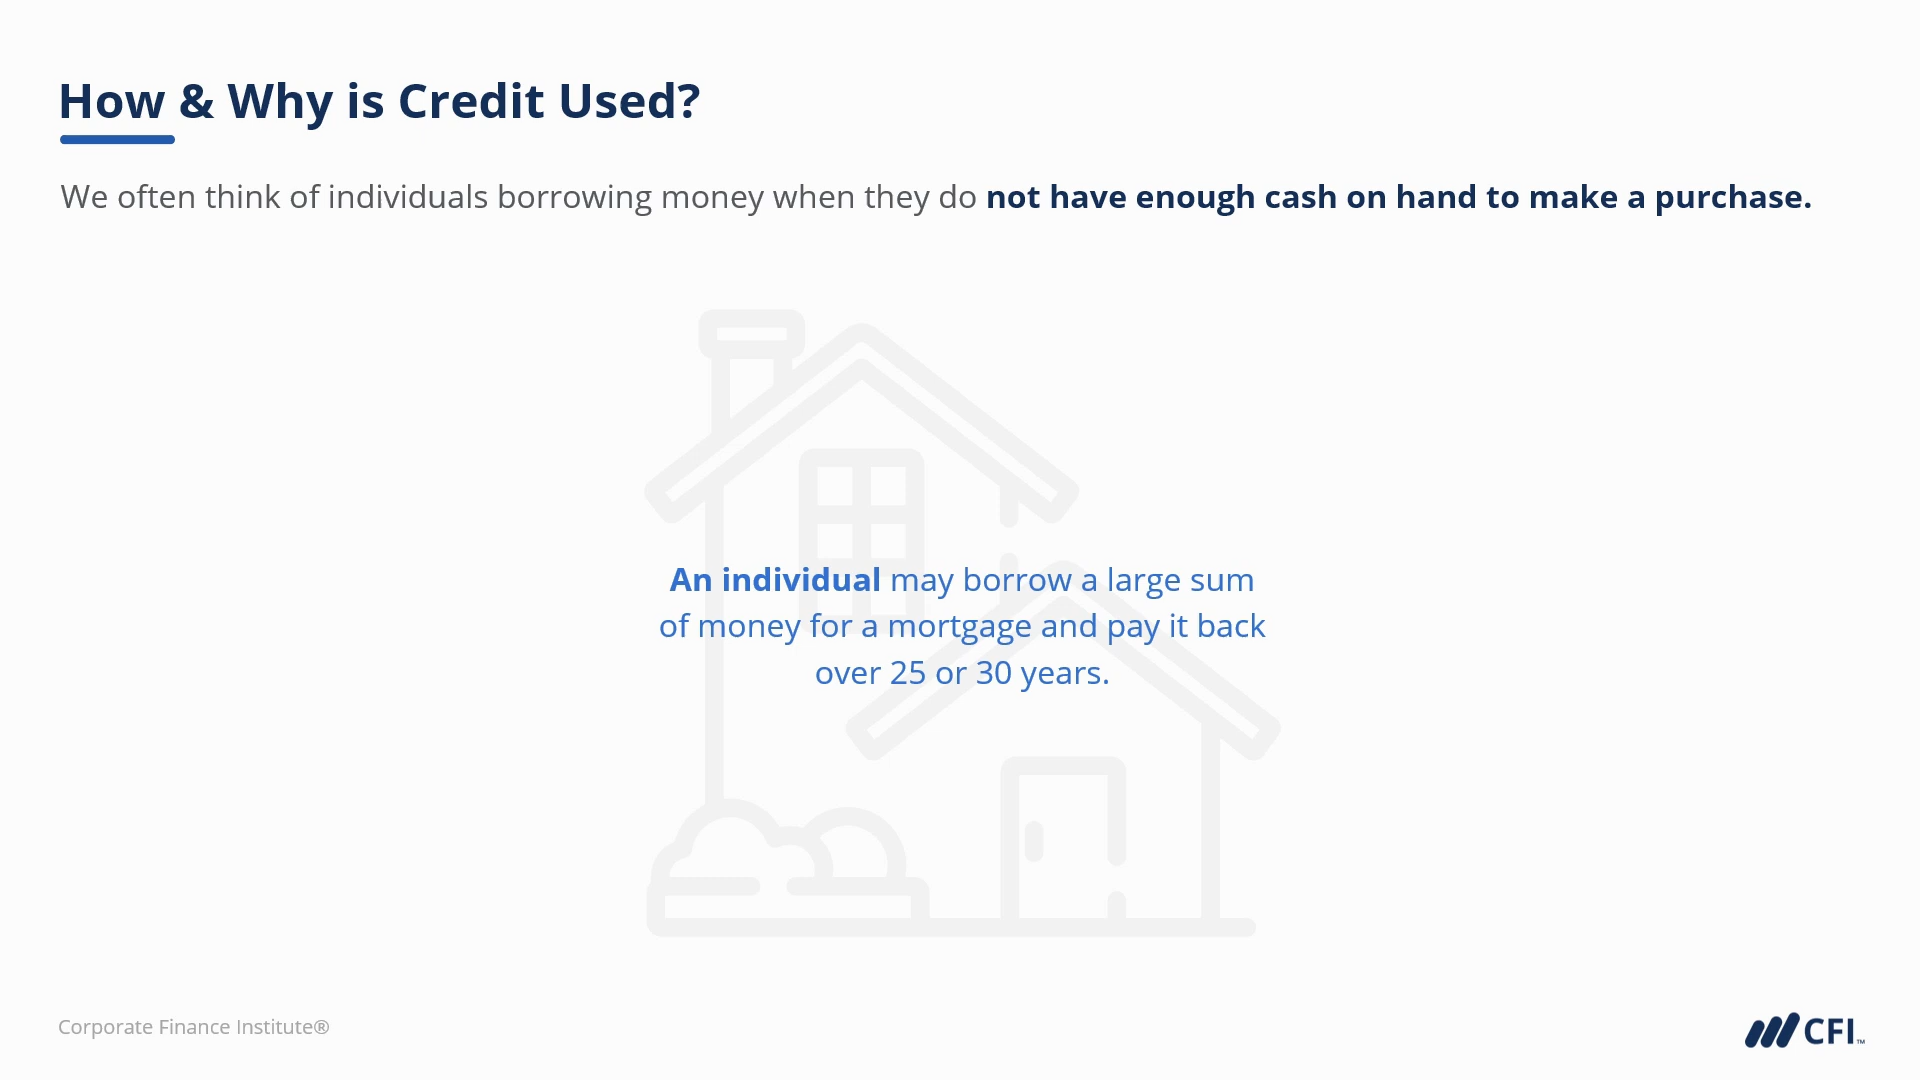 How & Why is Credit Used?
We often think of individuals borrowing money when they do not have enough cash on hand to make a purchase.
An individual may borrow a large sum
of money for a mortgage and pay it back
over 25 or 30 years.
Corporate Finance Institute®
CFI™